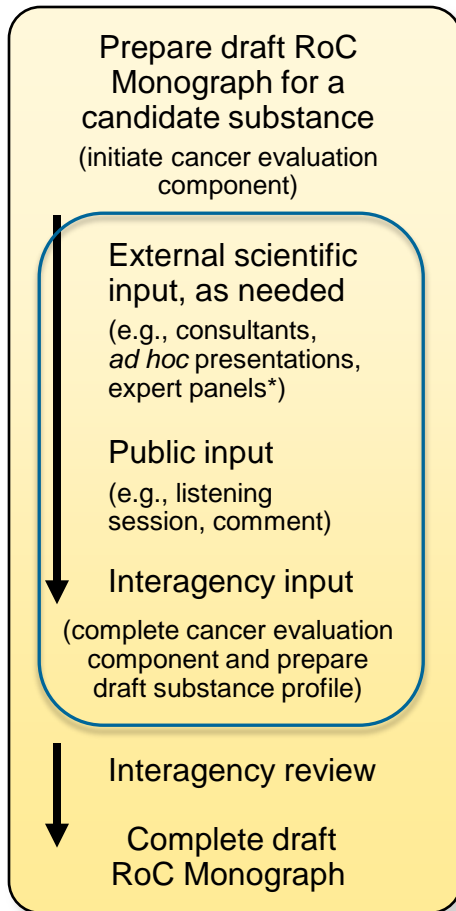 Prepare draft RoC
Monograph for a
candidate substance
(initiate cancer evaluation
component)
External scientific
input, as needed
(e.g., consultants,
ad hoc presentations,
expert panels*)
Public input
(e.g., listening
session, comment)
Interagency input
(complete cancer evaluation
component and prepare
draft substance profile)
Interagency review
Complete draft
RoC Monograph